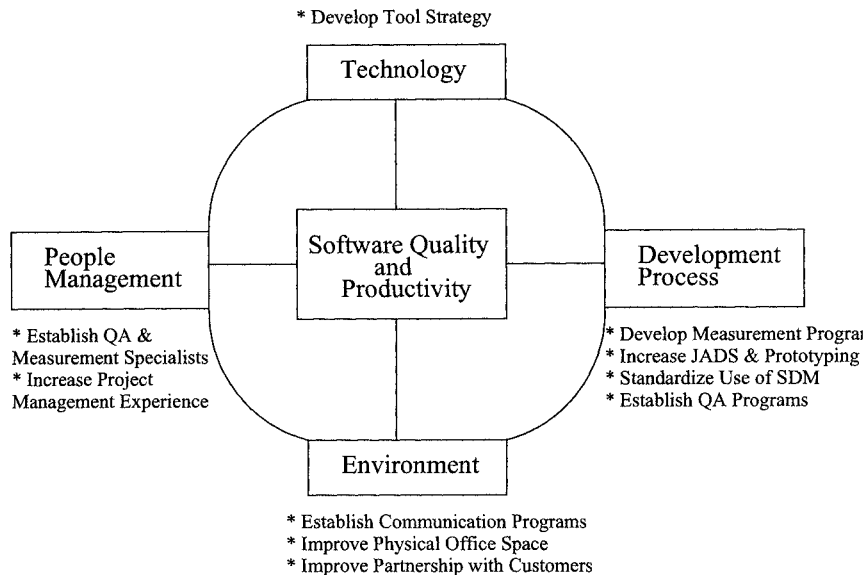 * Develop Tool Strategy
Technology
Software Quality
and
Productivity
People
Management
* Establish QA &
Measurement Specialists
* Increase Project
Management Experience
Development
Process
* Develop Measurement Program
* Increase JADS & Prototyping
* Standardize Use of SDM
* Establish QA Programs
Environment
* Establish Communication Programs
* Improve Physical Office Space
* Improve Partnership with Customers